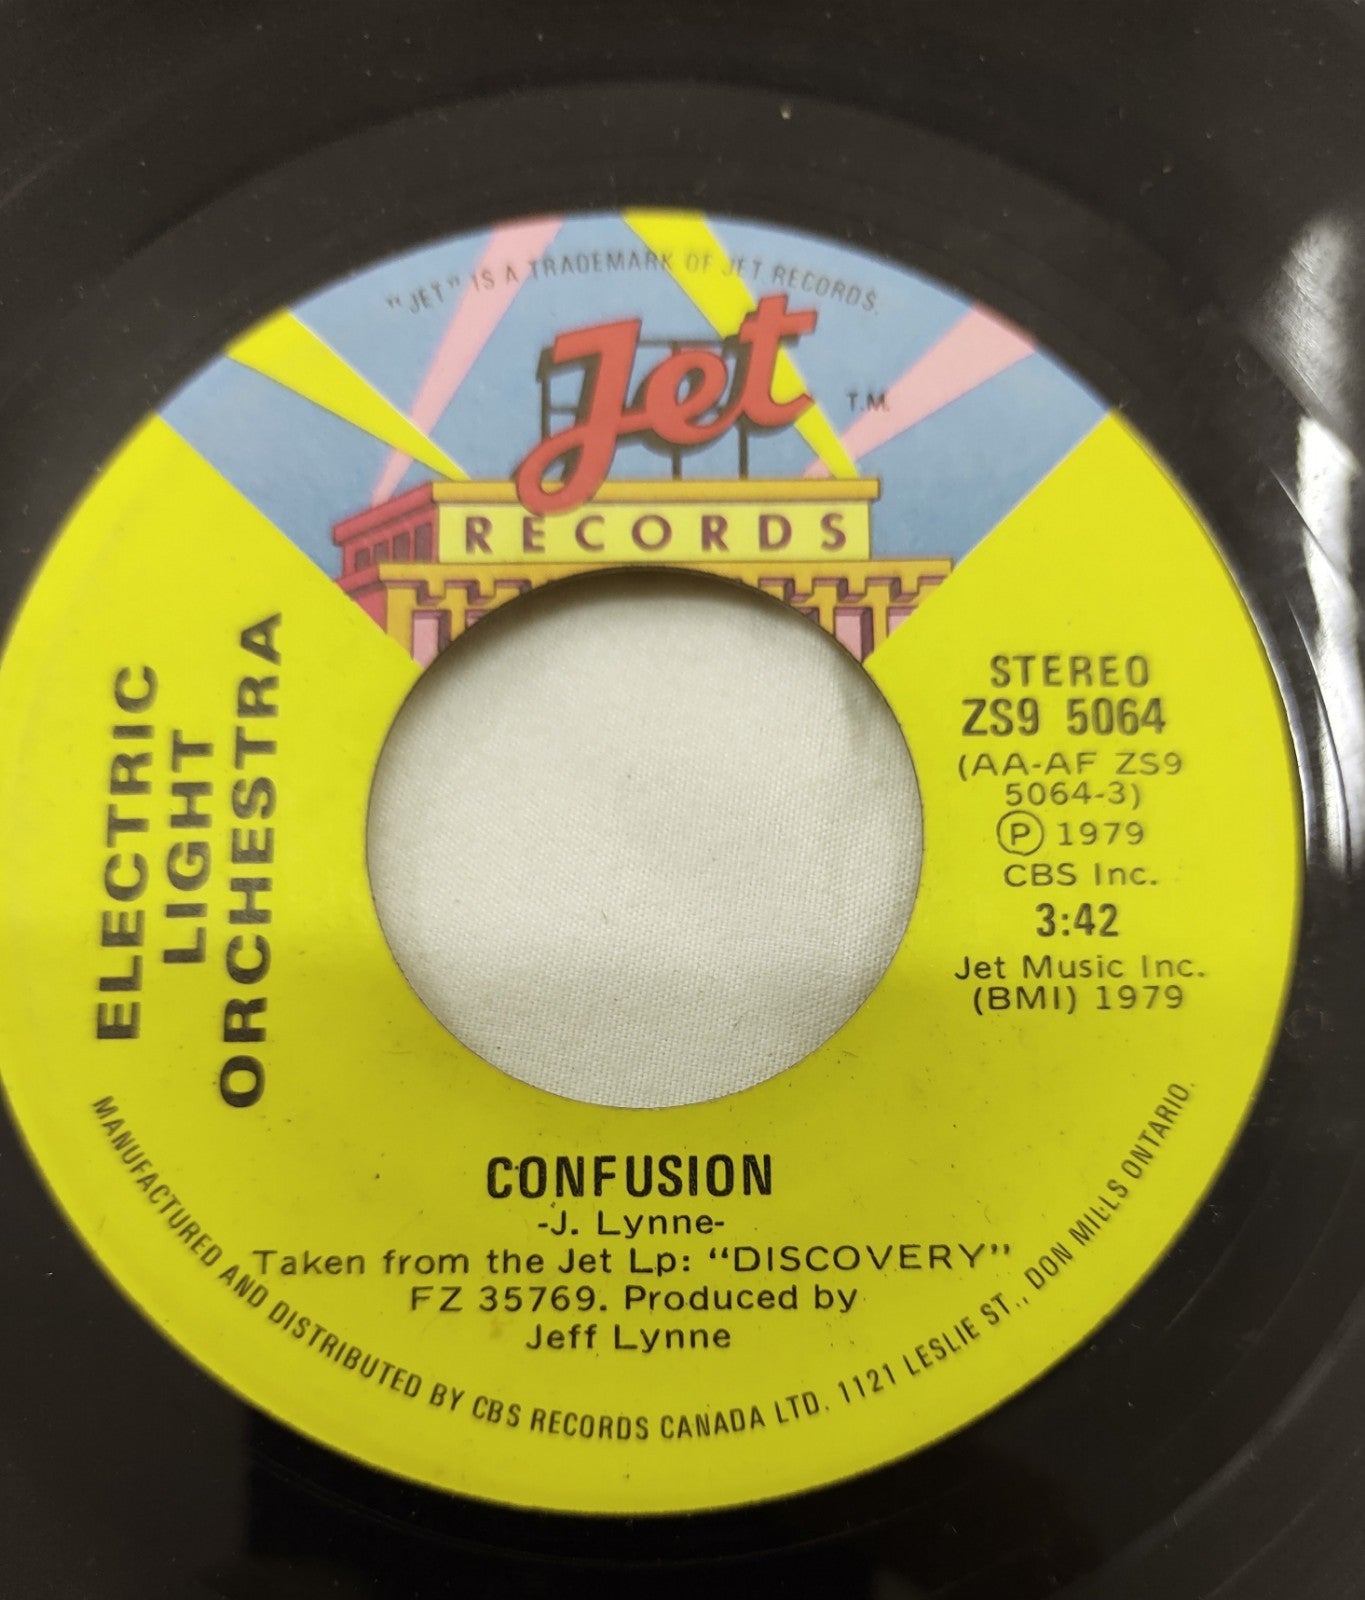 "JET" IS A TRADEMARK OF JET RECORDS.
Jet
T.M.
RECORDS
ELECTRIC
LIGHT
ORCHESTRA
STEREO
ZS9 5064
(AA-AF ZS9
5064-3)
Ⓟ 1979
CBS Inc.
3:42
Jet Music Inc.
(BMI) 1979
CONFUSION
-J. Lynne-
Taken from the Jet Lp: "DISCOVERY"
FZ 35769. Produced by
Jeff Lynne
MANUFACTURED AND DISTRIBUTED BY CBS RECORDS CANADA LTD. 1121 LESLIE ST., DON MILLS ONTARIO.